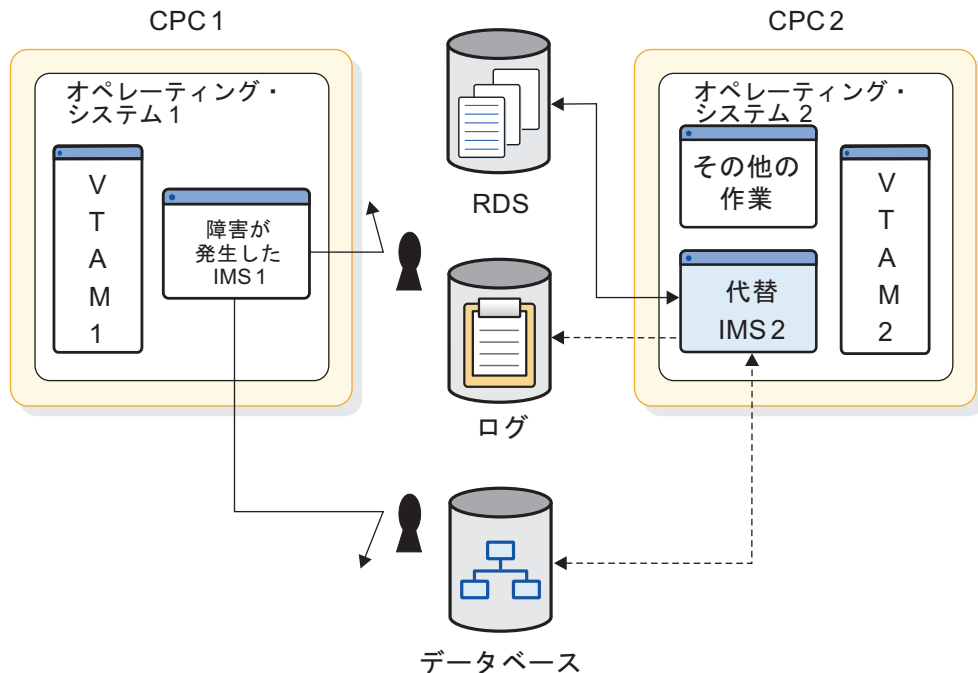 CPC 1
オペレーティング・
システム 1
V
T
A
M
1
障害が
発生した
IMS 1
RDS
ログ
データベース
CPC 2
オペレーティング・
システム 2
その他の
作業
代替
IMS 2
V
T
A
M
2